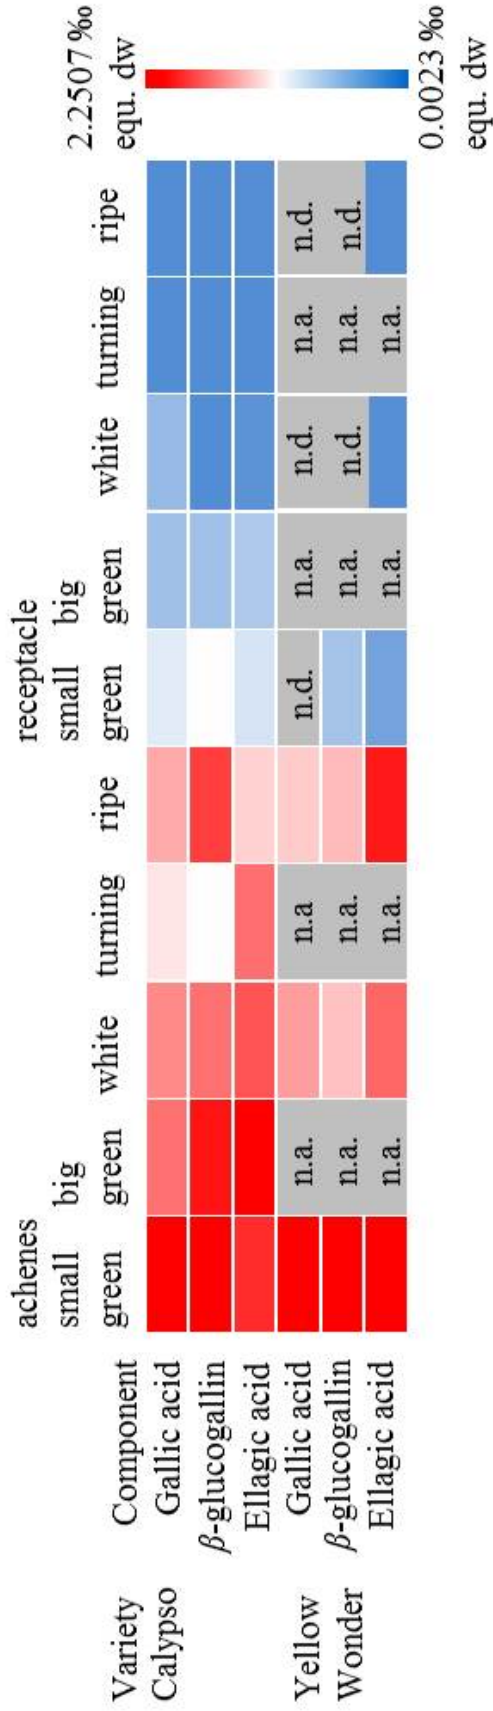 achenes receptacle
small big small big 2.2507 ‰
Variety Component green green white turning ripe green green white turning ripe equ. dw
Calypso Gallic acid
β-glucogallin
Ellagic acid
Yellow Gallic acid n.a. n.a n.d. n.a. n.d. n.a. n.d.
Wonder β-glucogallin n.a. n.a. n.a. n.d. n.a. n.d.
Ellagic acid n.a. n.a. n.a. n.a.
0.0023 ‰
equ. dw